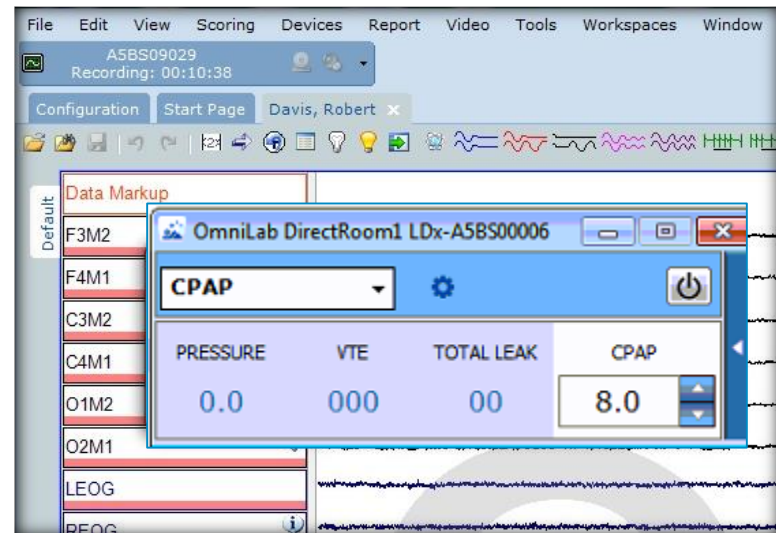 File Edit View Scoring Devices Report Video Tools Workspaces Window
A5BS09029
Recording: 00:10:38
Configuration Start Page Davis, Robert
Default
Data Markup
F3M2
F4M1
C3M2
C4M1
O1M2
O2M1
LEOG
REOG
OmniLab DirectRoom1 LDx-A5BS00006
CPAP
PRESSURE VTE TOTAL LEAK CPAP
0.0 000 00 8.0